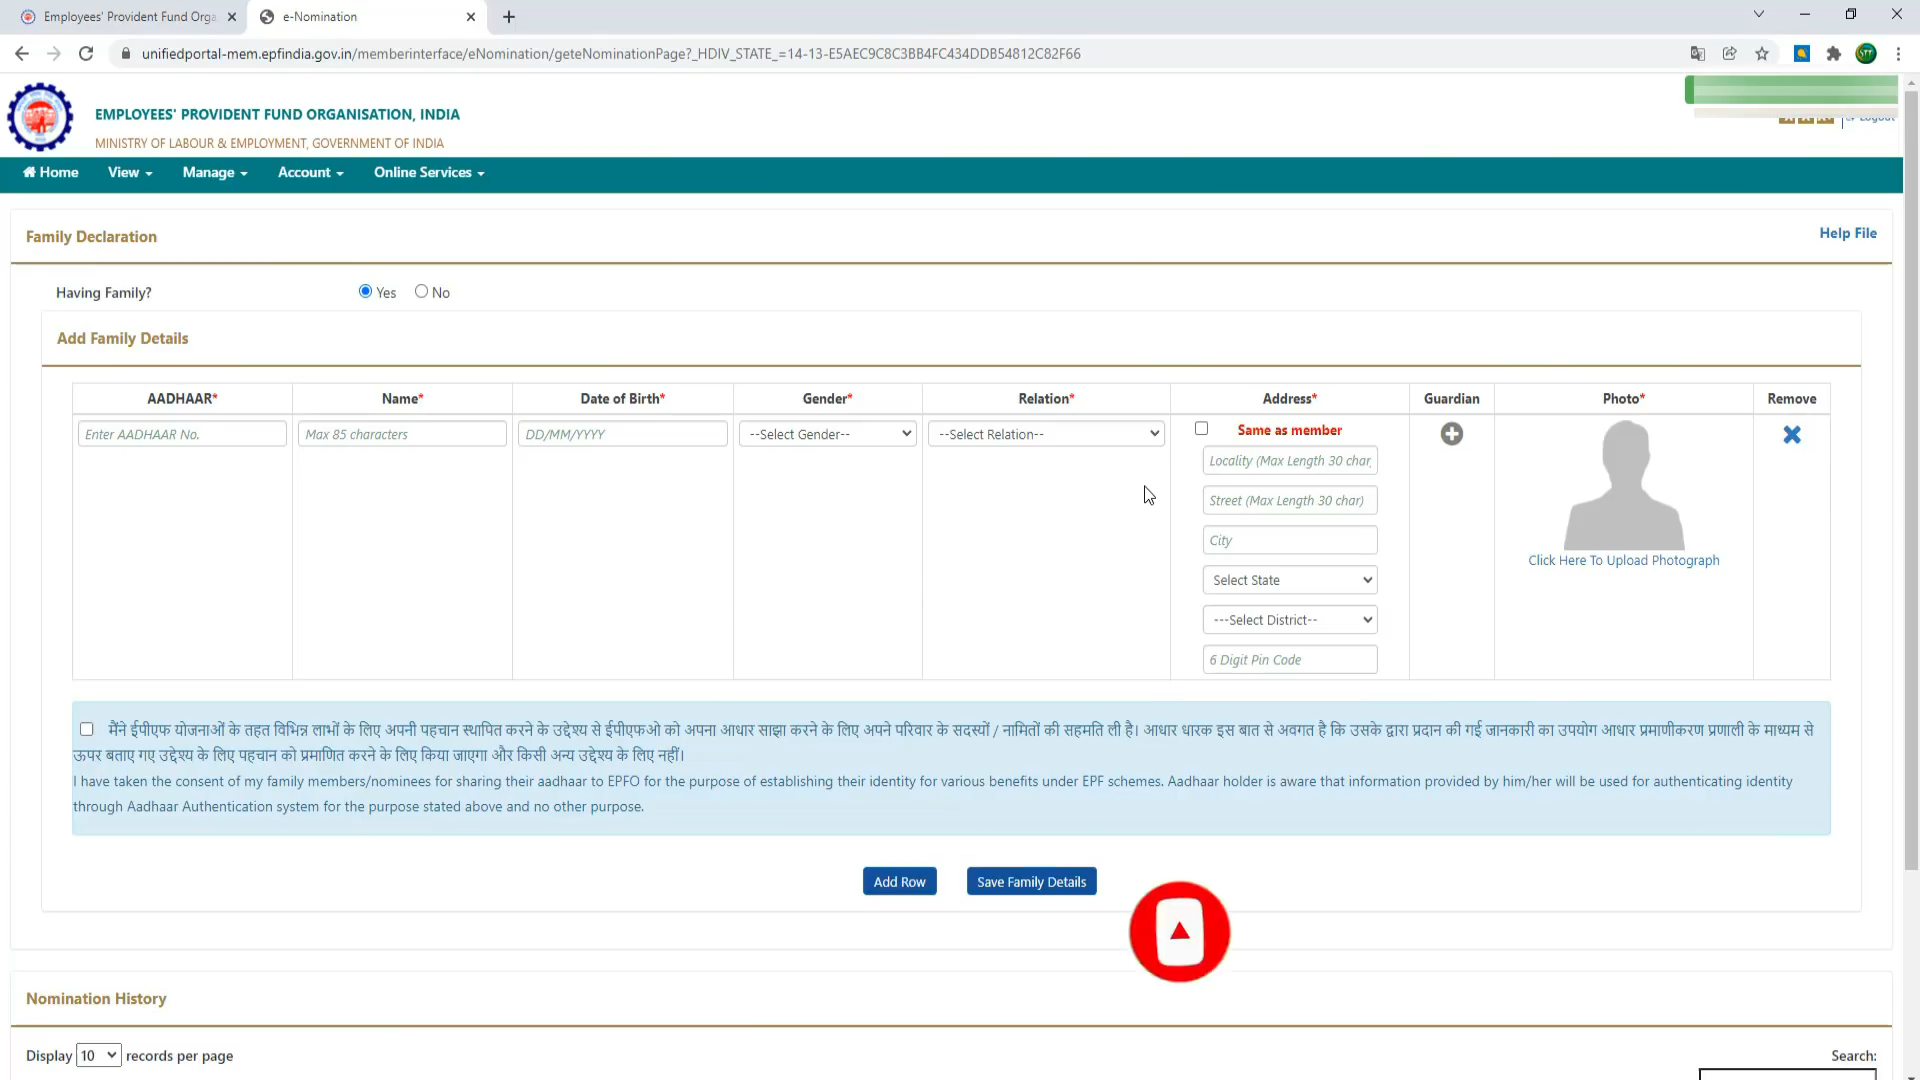 Employees' Provident Fund Orga
e-Nomination
unifiedportal-mem.epfindia.gov.in/memberinterface/eNomination/geteNominationPage?_HDIV_STATE_=14-13-E5AEC9C8C3BB4FC434DDB54812C82F66
EMPLOYEES' PROVIDENT FUND ORGANISATION, INDIA
MINISTRY OF LABOUR & EMPLOYMENT, GOVERNMENT OF INDIA
Logout
Home View Manage Account Online Services
Family Declaration
Help File
Having Family? Yes No
Add Family Details
AADHAAR* Name* Date of Birth* Gender* Relation* Address* Guardian Photo* Remove
Enter AADHAAR No. Max 85 characters DD/MM/YYYY --Select Gender-- --Select Relation-- Same as member
Locality (Max Length 30 char,
Street (Max Length 30 char)
City
Click Here To Upload Photograph
Select State
---Select District--
6 Digit Pin Code
मैंने ईपीएफ योजनाओं के तहत विभिन्न लाभों के लिए अपनी पहचान स्थापित करने के उद्देश्य से ईपीएफओ को अपना आधार साझा करने के लिए अपने परिवार के सदस्यों / नामितों की सहमति ली है। आधार धारक इस बात से अवगत है कि उसके द्वारा प्रदान की गई जानकारी का उपयोग आधार प्रमाणीकरण प्रणाली के माध्यम से
ऊपर बताए गए उद्देश्य के लिए पहचान को प्रमाणित करने के लिए किया जाएगा और किसी अन्य उद्देश्य के लिए नहीं।
I have taken the consent of my family members/nominees for sharing their aadhaar to EPFO for the purpose of establishing their identity for various benefits under EPF schemes. Aadhaar holder is aware that information provided by him/her will be used for authenticating identity
through Aadhaar Authentication system for the purpose stated above and no other purpose.
Add Row Save Family Details
Nomination History
Display 10 records per page
Search: